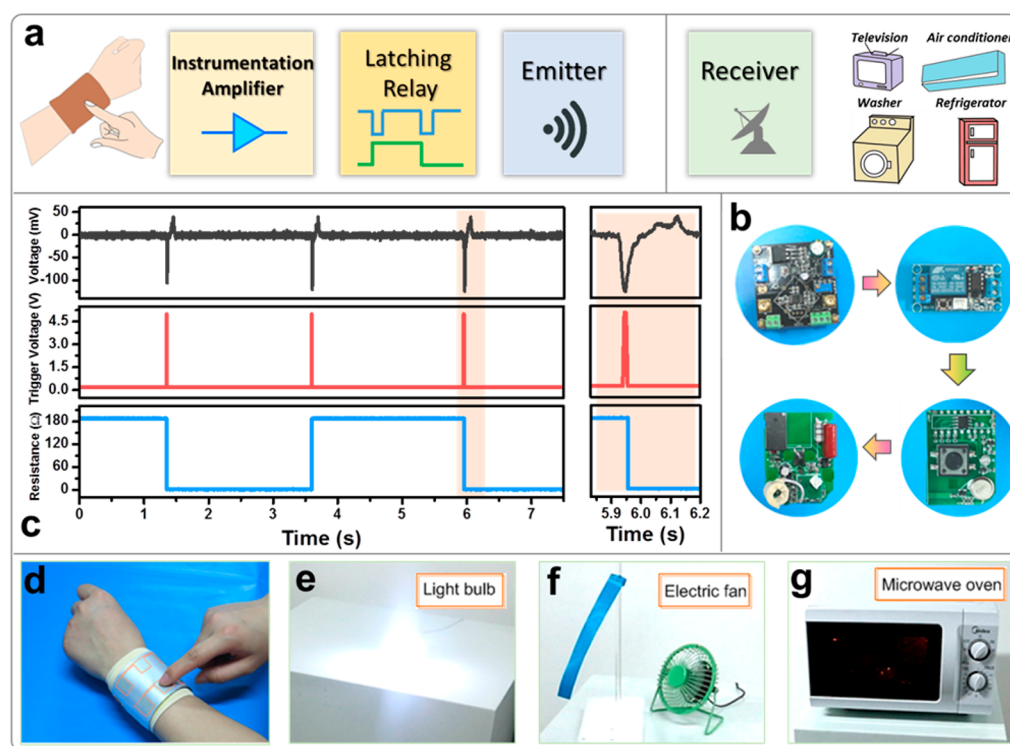 a
Instrumentation
Amplifier
Latching
Relay
Emitter
Receiver
Television
Air conditioner
Washer
Refrigerator
Voltage (mV)
50
0
-50
-100
Trigger Voltage (V)
4.5
3.0
1.5
0.0
Resistance (Ω)
180
120
60
0
0 1 2 3 4 5 6 7
5.9 6.0 6.1 6.2
Time (s)
Time (s)
c
b
d
e
Light bulb
f
Electric fan
g
Microwave oven
Midea